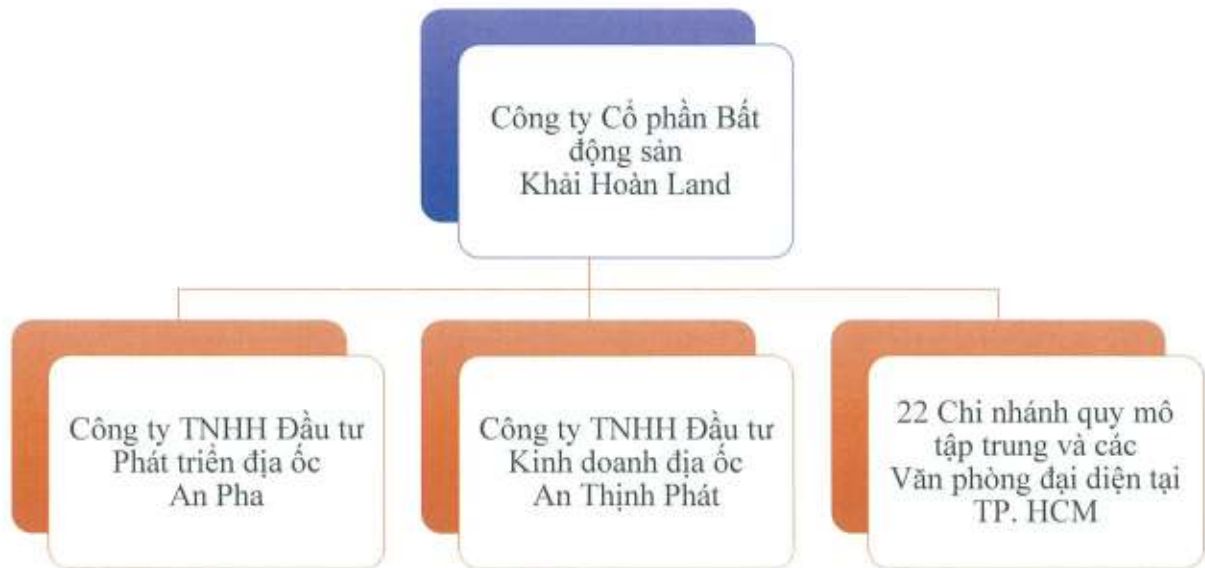 Công ty Cổ phần Bất
động sản
Khải Hoàn Land
Công ty TNHH Đầu tư
Phát triển địa ốc
An Pha
Công ty TNHH Đầu tư
Kinh doanh địa ốc
An Thịnh Phát
22 Chi nhánh quy mô
tập trung và các
Văn phòng đại diện tại
TP. HCM